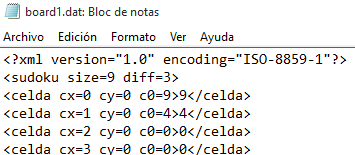 board1.dat: Bloc de notas
Archivo Edición Formato Ver Ayuda
<?xml version="1.0" encoding="ISO-8859-1"?>
<sudoku size=9 diff=3>
<celda cx=0 cy=0 c0=9>9</celda>
<celda cx=1 cy=0 c0=4>4</celda>
<celda cx=2 cy=0 c0=0>0</celda>
<celda cx=3 cy=0 c0=0>0</celda>